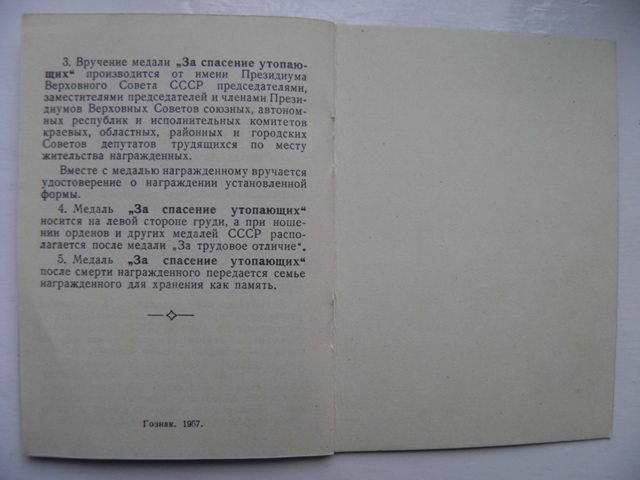 3. Вручение медали „За спасение утопаю-
щих“ производится от имени Президиума
Верховного Совета СССР председателями,
заместителями председателей и членами Прези-
диумов Верховных Советов союзных, автоном-
ных республик и исполнительных комитетов
краевых, областных, районных и городских
Советов депутатов трудящихся по месту
жительства награжденных.
Вместе с медалью награжденному вручается
удостоверение о награждении установленной
формы.
4. Медаль „За спасение утопающих“
носится на левой стороне груди, а при ноше-
нии орденов и других медалей СССР распо-
лагается после медали „За трудовое отличие“.
5. Медаль „За спасение утопающих“
после смерти награжденного передается семье
награжденного для хранения как память.
Гознак. 1957.